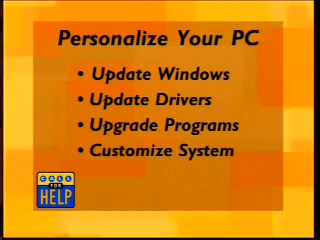 Personalize Your PC
• Update Windows
• Update Drivers
• Upgrade Programs
• Customize System
CALL
FOR
HELP